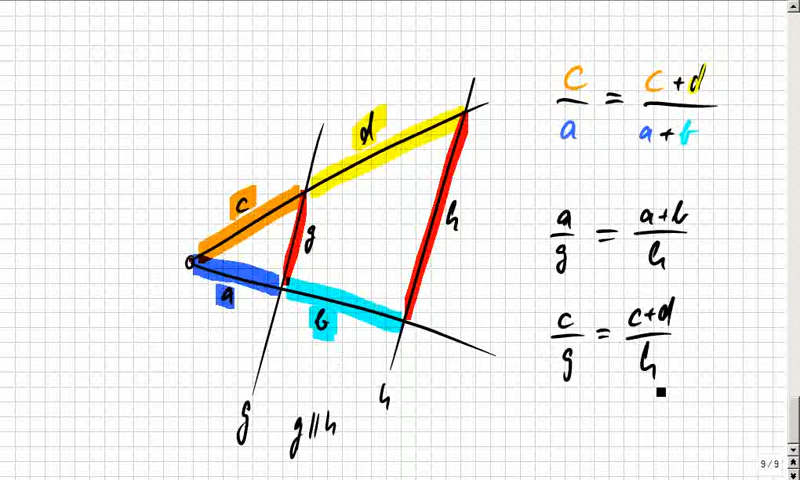 c/a = c+d/a+b
d
c
g
h
a
b
a/g = a+b/h
c/g = c+d/h
g
g∥h
h
9/9